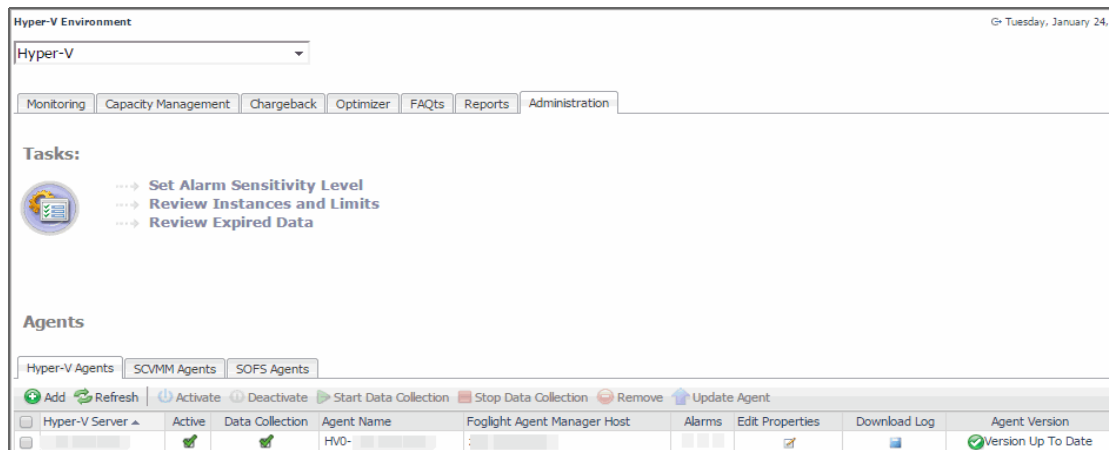 Hyper-V Environment
Tuesday, January 24,
Hyper-V
Monitoring Capacity Management Chargeback Optimizer FAQts Reports Administration
Tasks:
Set Alarm Sensitivity Level
Review Instances and Limits
Review Expired Data
Agents
Hyper-V Agents SCVMM Agents SOFS Agents
Add Refresh Activate Deactivate Start Data Collection Stop Data Collection Remove Update Agent
Hyper-V Server Active Data Collection Agent Name Foglight Agent Manager Host Alarms Edit Properties Download Log Agent Version
HV0- Version Up To Date